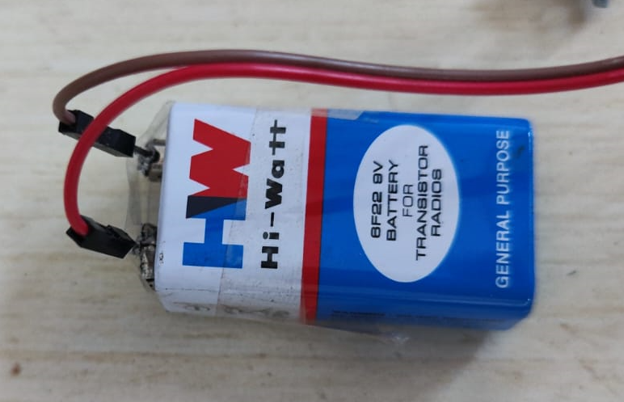 HW
Hi-Watt
6F22 9V
BATTERY
FOR
TRANSISTOR
RADIOS
GENERAL PURPOSE